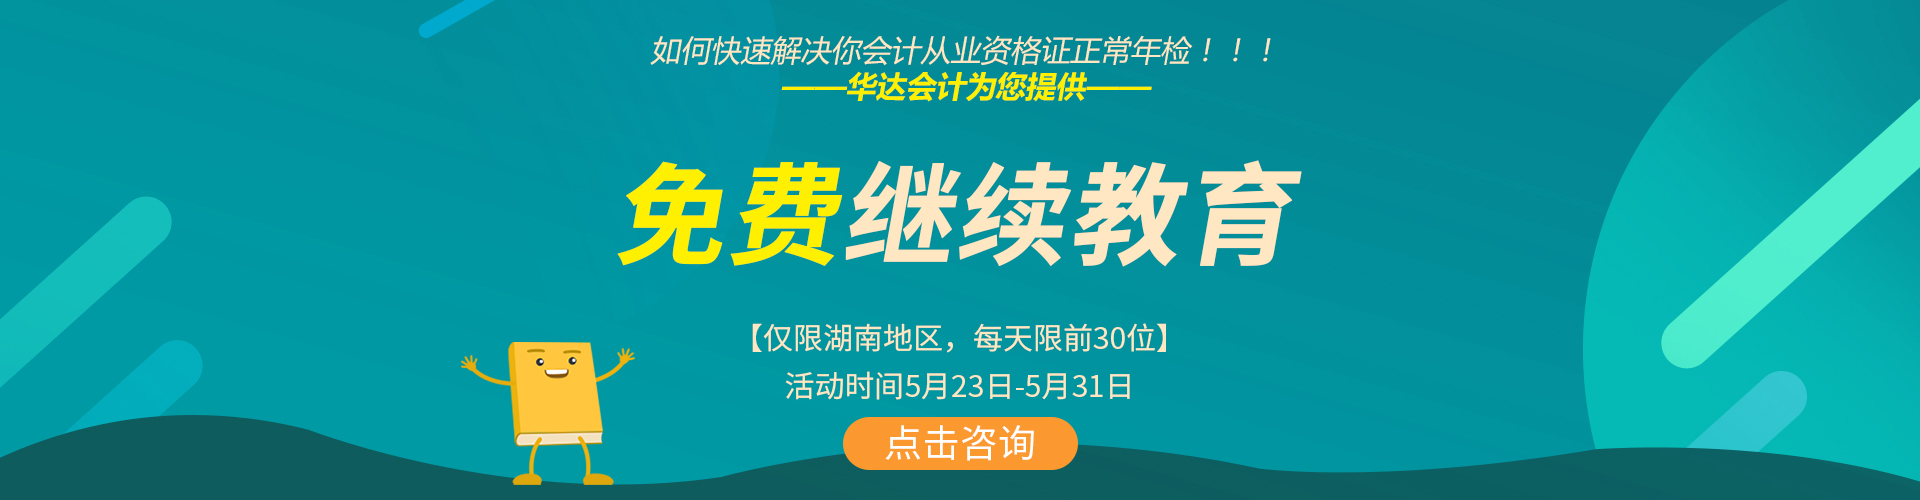 如何快速解决你会计从业资格证正常年检！！！
——华达会计为您提供——
免费继续教育
【仅限湖南地区，每天限前30位】
活动时间5月23日-5月31日
点击咨询